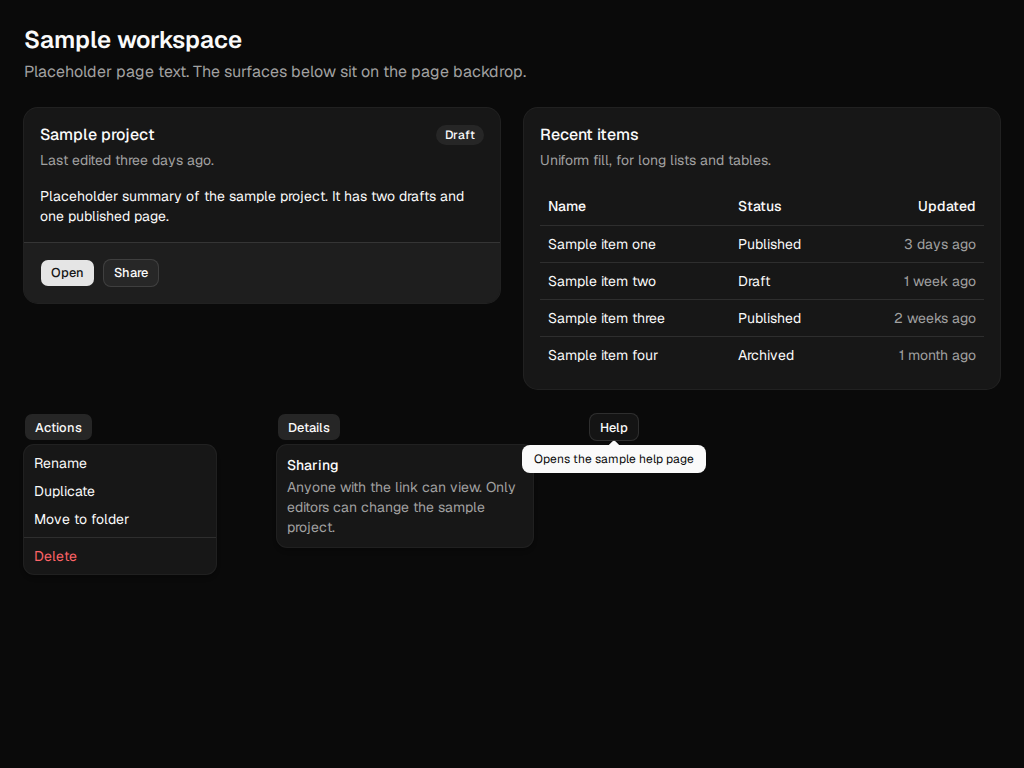 Sample workspace
Placeholder page text. The surfaces below sit on the page backdrop.
Sample project
Draft
Last edited three days ago.
Placeholder summary of the sample project. It has two drafts and
one published page.
Open
Share
Recent items
Uniform fill, for long lists and tables.
Name Status Updated
Sample item one Published 3 days ago
Sample item two Draft 1 week ago
Sample item three Published 2 weeks ago
Sample item four Archived 1 month ago
Actions
Rename
Duplicate
Move to folder
Delete
Details
Sharing
Anyone with the link can view. Only
editors can change the sample
project.
Help
Opens the sample help page